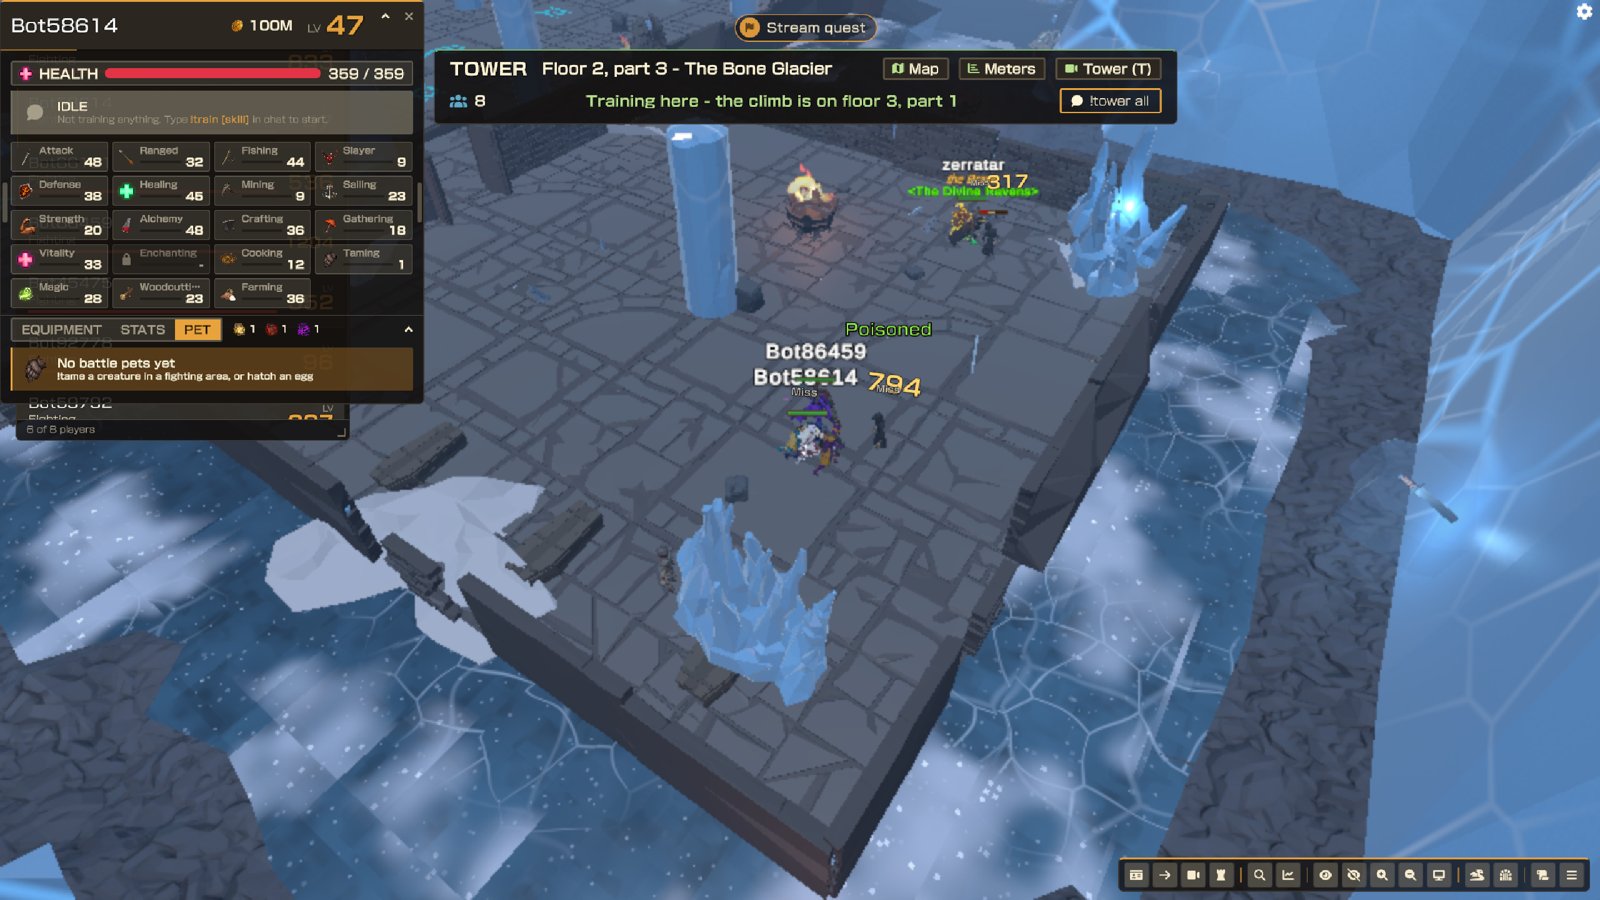 Bot58614
100M
LV 47
HEALTH 359 / 359
IDLE
Not training anything. Type !train [skill] in chat to start.
Attack 48
Ranged 32
Fishing 44
Slayer 9
Defense 38
Healing 45
Mining 9
Sailing 23
Strength 20
Alchemy 48
Crafting 36
Gathering 18
Vitality 33
Enchanting -
Cooking 12
Taming 1
Magic 28
Woodcutti... 23
Farming 36
EQUIPMENT STATS PET 1 1 1
No battle pets yet
!tame a creature in a fighting area, or hatch an egg
Bot53792
LV
Fighting
8 of 8 players
Stream quest
TOWER Floor 2, part 3 - The Bone Glacier
Map
Meters
Tower (T)
8
Training here - the climb is on floor 3, part 1
!tower all
zerratar
317
<The Divine Ravens>
Poisoned
Bot86459
Bot58614
794
Miss
Miss